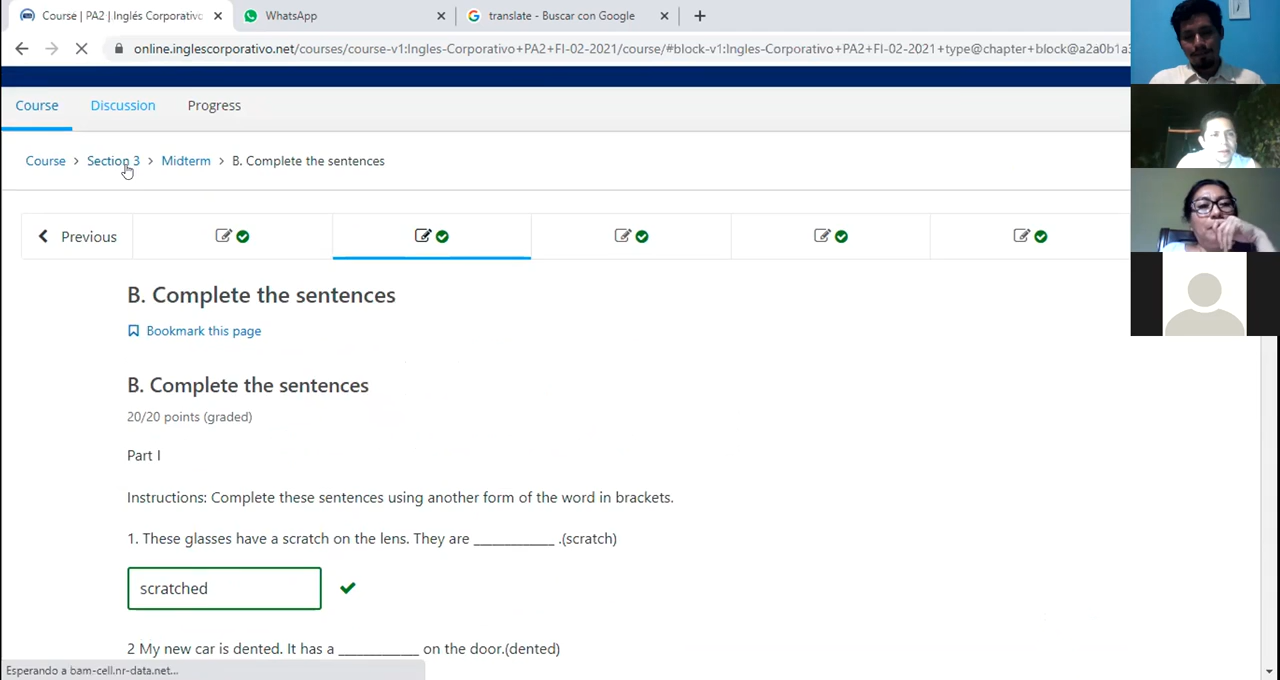 Course | PA2 | Inglés Corporativo
WhatsApp
translate - Buscar con Google
online.inglescorporativo.net/courses/course-v1:Ingles-Corporativo+PA2+FI-02-2021/course/#block-v1:Ingles-Corporativo+PA2+FI-02-2021+type@chapter+block@a2a0b1a3
Course Discussion Progress
Course > Section 3 > Midterm > B. Complete the sentences
Previous
B. Complete the sentences
Bookmark this page
B. Complete the sentences
20/20 points (graded)
Part I
Instructions: Complete these sentences using another form of the word in brackets.
1. These glasses have a scratch on the lens. They are ____________ .(scratch)
scratched
2 My new car is dented. It has a ____________ on the door.(dented)
Esperando a bam-cell.nr-data.net...